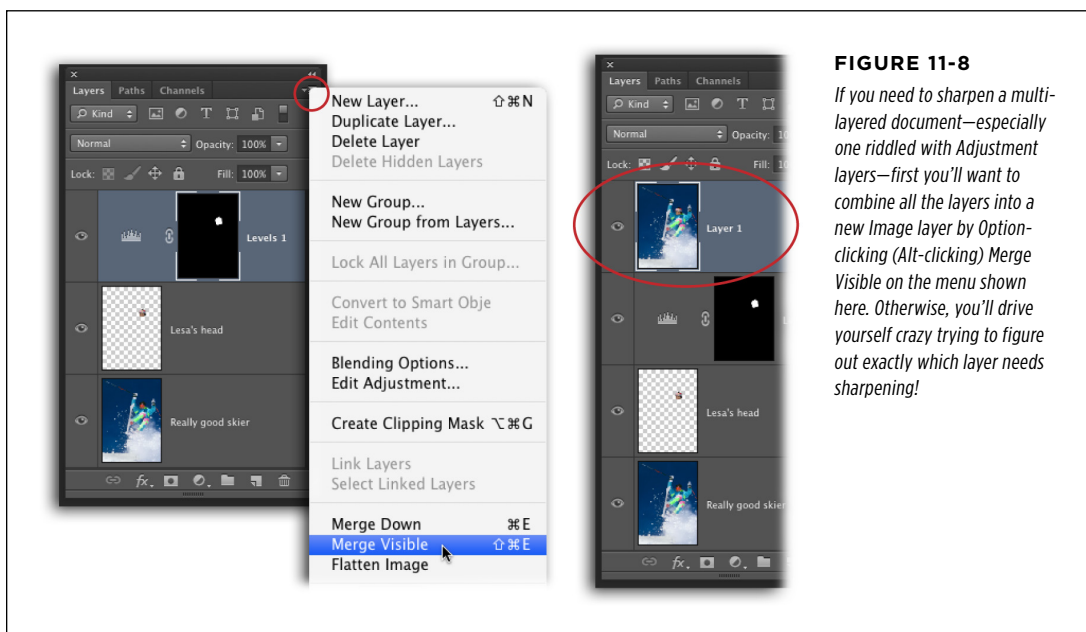 Layers Paths Channels
Kind
Normal Opacity: 100%
Lock: Fill: 100%
Levels 1
Lesa's head
Really good skier
fx
New Layer... ⇧⌘N
Duplicate Layer...
Delete Layer
Delete Hidden Layers
New Group...
New Group from Layers...
Lock All Layers in Group...
Convert to Smart Obje
Edit Contents
Blending Options...
Edit Adjustment...
Create Clipping Mask ⌥⌘G
Link Layers
Select Linked Layers
Merge Down ⌘E
Merge Visible ⇧⌘E
Flatten Image
Layers Paths Channels
Kind
Normal Opacity: 10
Lock: Fill: 10
Layer 1
Lesa's head
Really good skier
fx
FIGURE 11-8
If you need to sharpen a multi-
layered document—especially
one riddled with Adjustment
layers—first you'll want to
combine all the layers into a
new Image layer by Option-
clicking (Alt-clicking) Merge
Visible on the menu shown
here. Otherwise, you'll drive
yourself crazy trying to figure
out exactly which layer needs
sharpening!